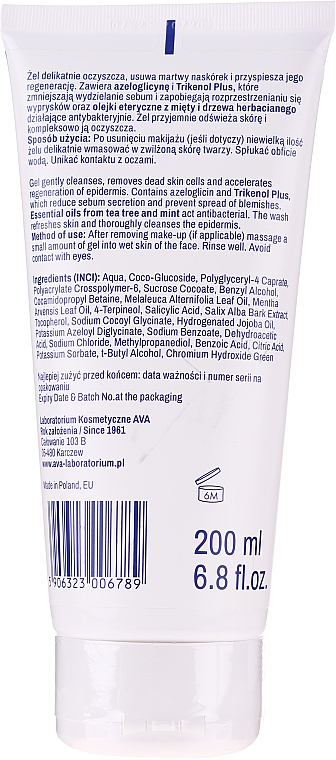 Żel delikatnie oczyszcza, usuwa martwy naskórek i przyspiesza jego
regenerację. Zawiera azeloglicynę i Trikenol Plus, które
zmniejszają wydzielanie sebum i zapobiegają rozprzestrzenianiu się
wyprysków oraz olejki eteryczne z mięty i drzewa herbacianego
działające antybakteryjnie. Żel przyjemnie odświeża skórę i
kompleksowo ją oczyszcza.
Sposób użycia: Po usunięciu makijażu (jeśli dotyczy) niewielką ilość
żelu delikatnie wmasować w zwilżoną skórę twarzy. Spłukać obficie
wodą. Unikać kontaktu z oczami.
Gel gently cleanses, removes dead skin cells and accelerates
regeneration of epidermis. Contains azeloglicin and Trikenol Plus,
which reduce sebum secretion and prevent spread of blemishes.
Essential oils from tea tree and mint act antibacterial. The wash
refreshes skin and thoroughly cleanses the epidermis.
Method of use: After removing make-up (if applicable) massage a
small amount of gel into wet skin of the face. Rinse well. Avoid
contact with eyes.
Ingredients (INCI): Aqua, Coco-Glucoside, Polyglyceryl-4 Caprate,
Polyacrylate Crosspolymer-6, Sucrose Cocoate, Benzyl Alcohol,
Cocamidopropyl Betaine, Melaleuca Alternifolia Leaf Oil, Mentha
Arvensis Leaf Oil, 4-Terpineol, Salicylic Acid, Salix Alba Bark Extract,
Tocopherol, Sodium Cocoyl Glycinate, Hydrogenated Jojoba Oil,
Potassium Azeloyl Diglycinate, Sodium Benzoate, Dehydroacetic
Acid, Sodium Chloride, Methylpropanediol, Benzoic Acid, Citric Acid,
Potassium Sorbate, t-Butyl Alcohol, Chromium Hydroxide Green
Najlepiej zużyć przed końcem: data ważności i numer serii na
opakowaniu
Expiry Date & Batch No.at the packaging
Laboratorium Kosmetyczne AVA
Rok założenia / Since 1961
Całowanie 103 B
05-480 Karczew
www.ava-laboratorium.pl
Made in Poland, EU
6M
200 ml
6.8 fl.oz.
5 906323 006789